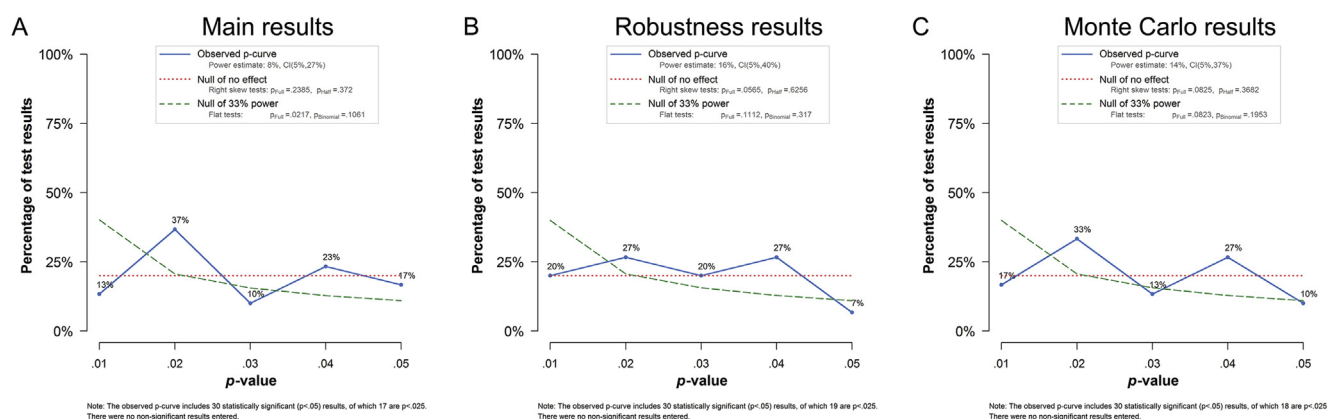 A
Main results
Observed p-curve
Power estimate: 8%, CI(5%,27%)
Null of no effect
Right skew tests: pFull =.2385, pHalf =.372
Null of 33% power
Flat tests: pFull =.0217, pBinomial =.1061
Percentage of test results
100%
75%
50%
25%
0%
13%
37%
10%
23%
17%
.01 .02 .03 .04 .05
p-value
Note: The observed p-curve includes 30 statistically significant (p<.05) results, of which 17 are p<.025.
There were no non-significant results entered.
B
Robustness results
Observed p-curve
Power estimate: 16%, CI(5%,40%)
Null of no effect
Right skew tests: pFull =.0565, pHalf =.6256
Null of 33% power
Flat tests: pFull =.1112, pBinomial =.317
Percentage of test results
100%
75%
50%
25%
0%
20%
27%
20%
27%
7%
.01 .02 .03 .04 .05
p-value
Note: The observed p-curve includes 30 statistically significant (p<.05) results, of which 19 are p<.025.
There were no non-significant results entered.
C
Monte Carlo results
Observed p-curve
Power estimate: 14%, CI(5%,37%)
Null of no effect
Right skew tests: pFull =.0825, pHalf =.3682
Null of 33% power
Flat tests: pFull =.0823, pBinomial =.1953
Percentage of test results
100%
75%
50%
25%
0%
17%
33%
13%
27%
10%
.01 .02 .03 .04 .05
p-value
Note: The observed p-curve includes 30 statistically significant (p<.05) results, of which 18 are p<.025
There were no non-significant results entered.